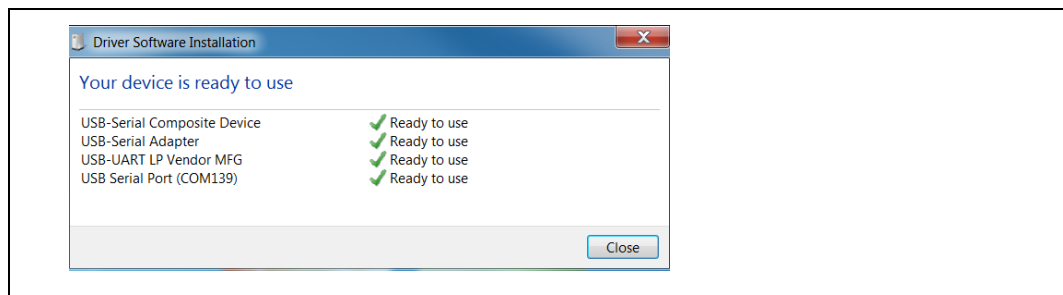 Driver Software Installation
Your device is ready to use
USB-Serial Composite Device Ready to use
USB-Serial Adapter Ready to use
USB-UART LP Vendor MFG Ready to use
USB Serial Port (COM139) Ready to use
Close